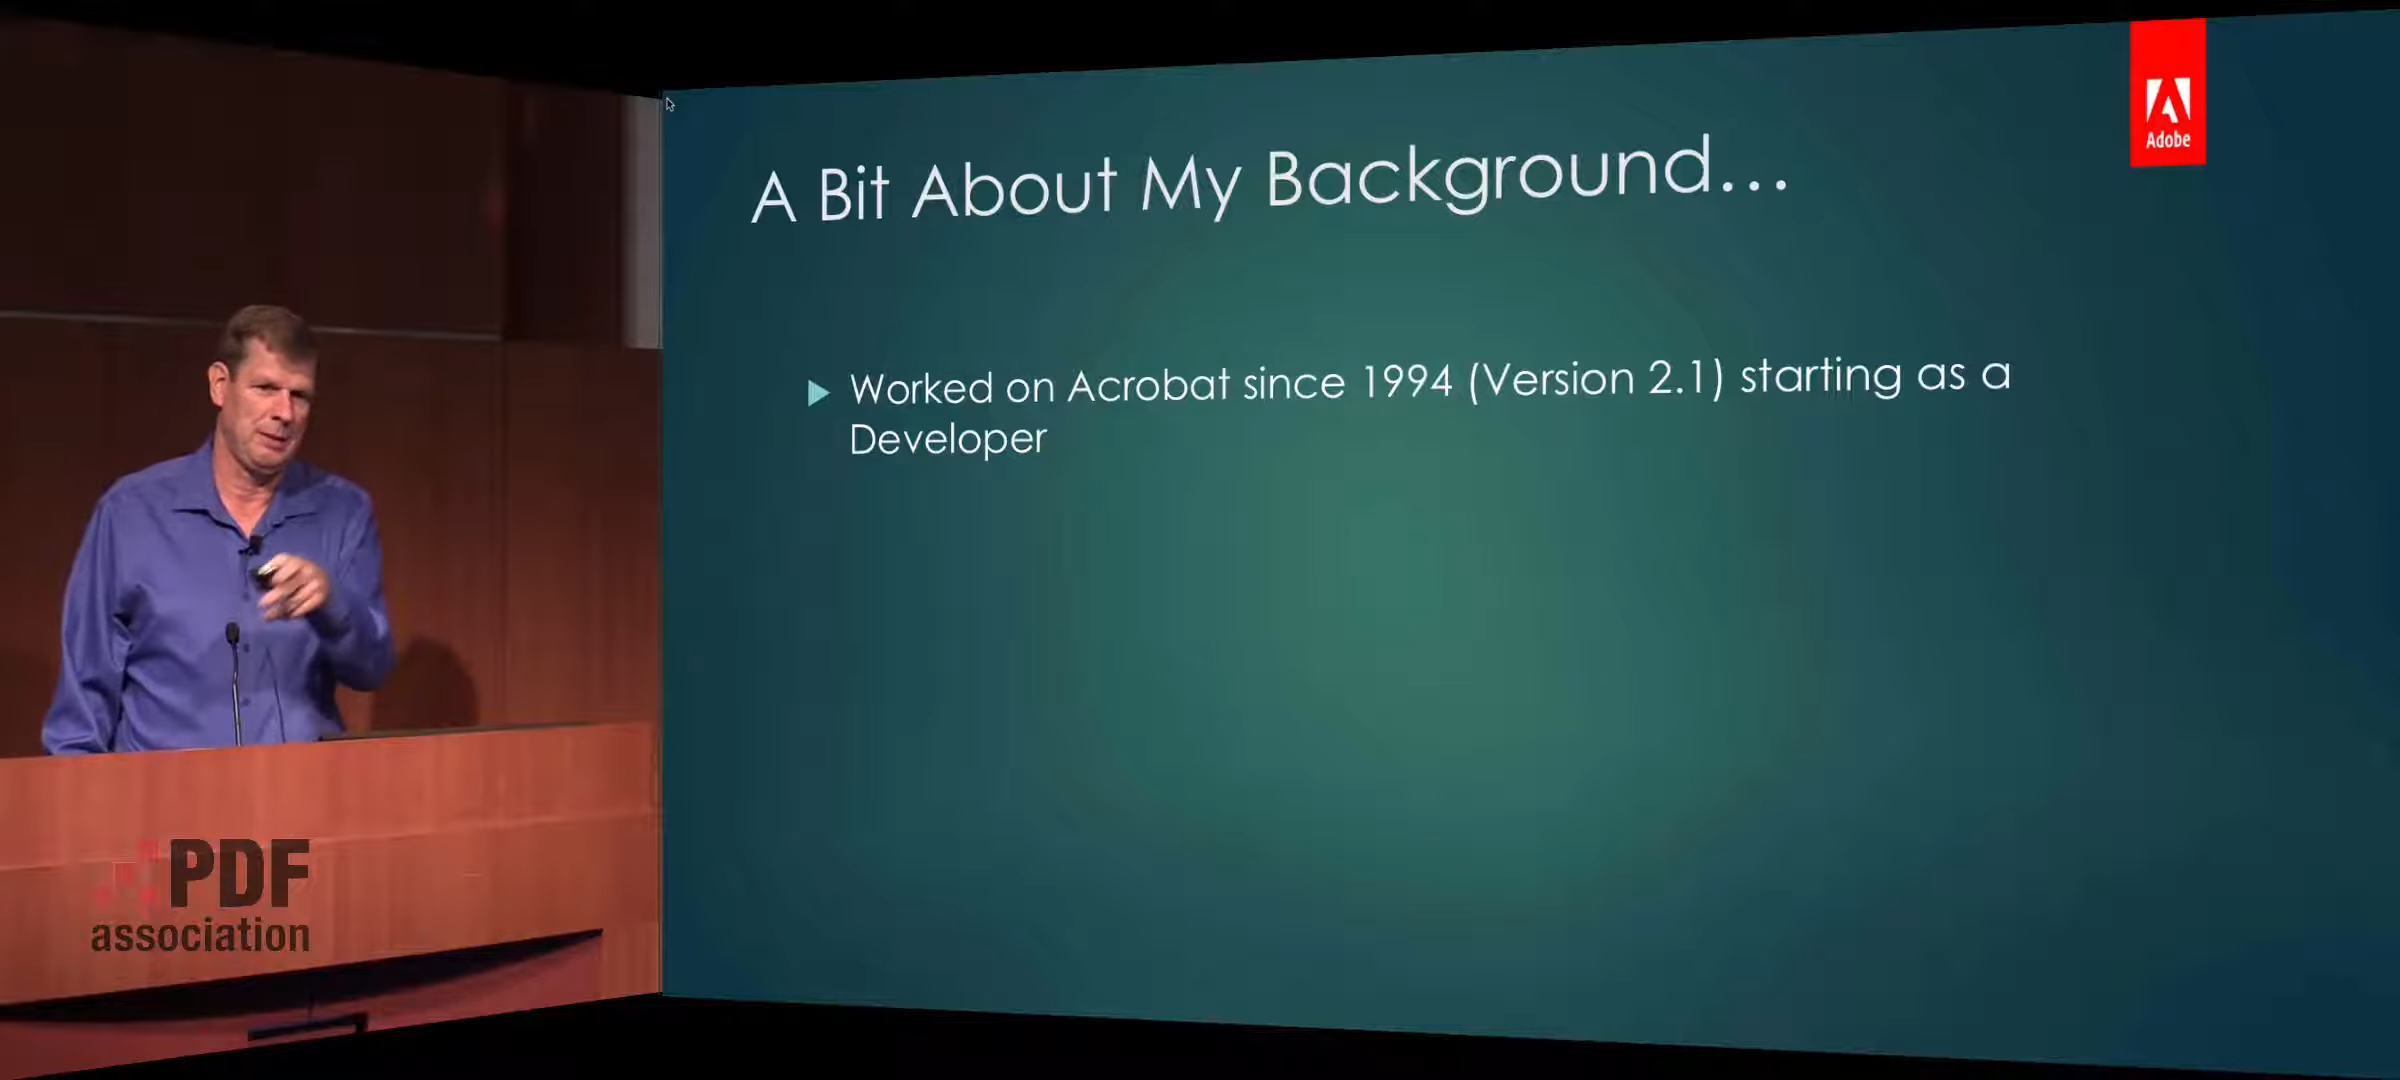 A Bit About My Background...
Adobe
Worked on Acrobat since 1994 (Version 2.1) starting as a
Developer
PDF
association